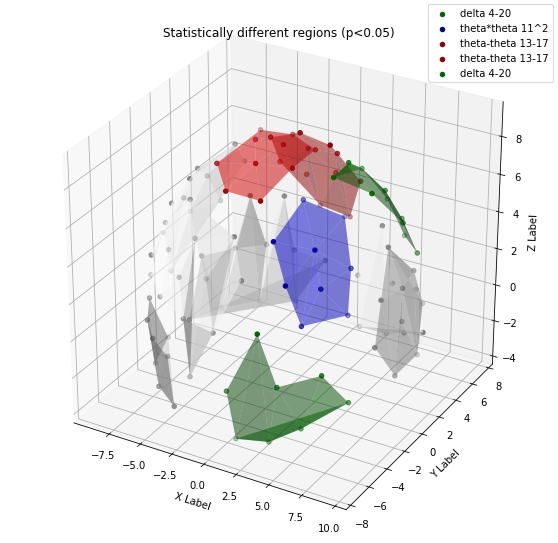 delta 4-20
theta*theta 11^2
theta-theta 13-17
theta-theta 13-17
delta 4-20
Statistically different regions (p<0.05)
8
6
4
2
0
−2
−4
Z Label
−7.5
−5.0
−2.5
0.0
2.5
5.0
7.5
10.0
X Label
−8
−6
−4
−2
0
2
4
6
8
Y Label